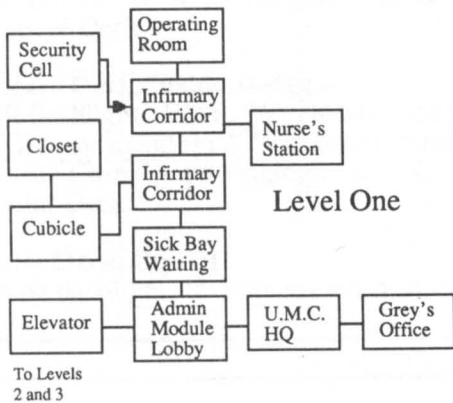 Operating
Room
Security
Cell
Infirmary
Corridor
Nurse's
Station
Closet
Infirmary
Corridor
Level One
Cubicle
Sick Bay
Waiting
Elevator
Admin
Module
Lobby
U.M.C.
HQ
Grey's
Office
To Levels
2 and 3